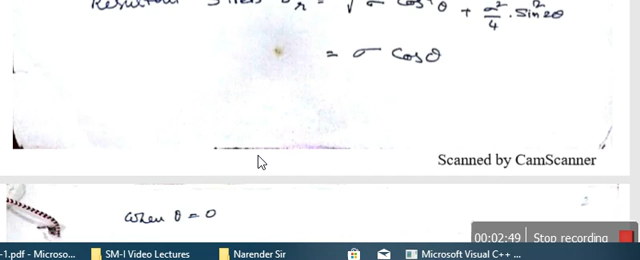 Resultant Stress σr = √ σ² cos⁴θ + σ²/4 . sin²2θ
= σ cosθ
Scanned by CamScanner
2
When θ = 0
00:02:49 Stop recording
-1.pdf - Microso... SM-I Video Lectures Narender Sir Microsoft Visual C++ ...